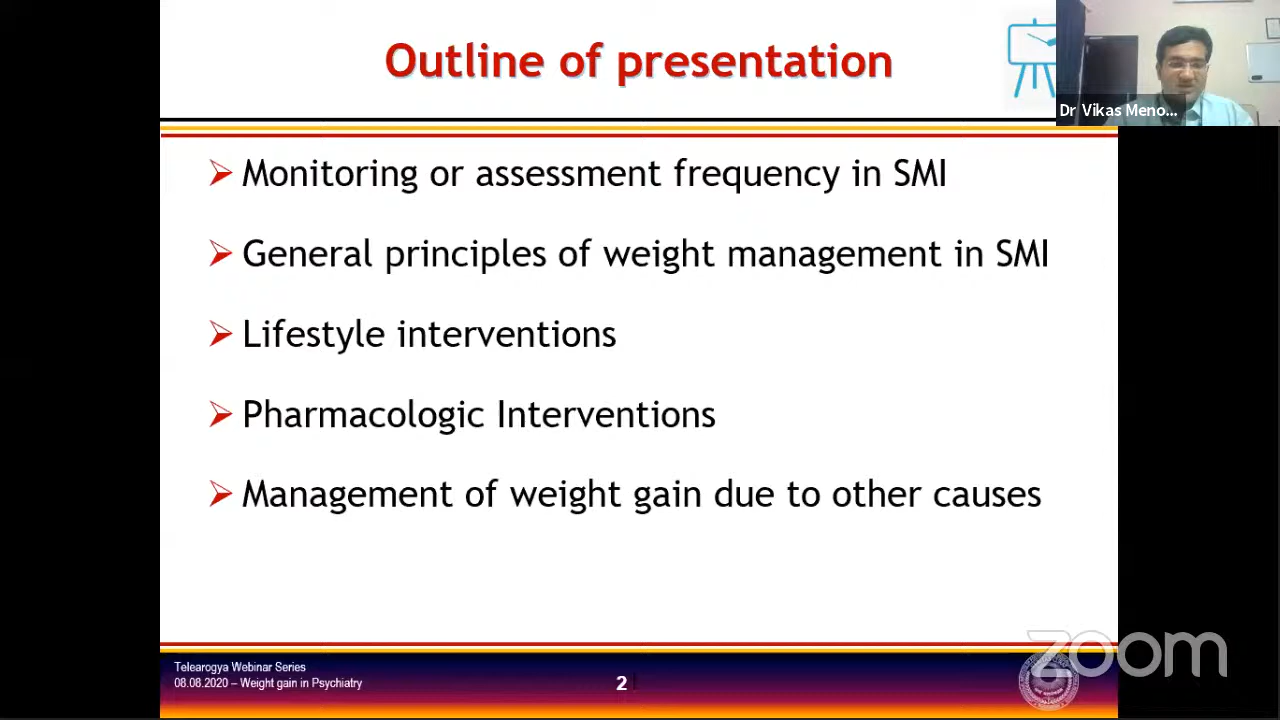 Outline of presentation
Dr Vikas Meno...
Monitoring or assessment frequency in SMI
General principles of weight management in SMI
Lifestyle interventions
Pharmacologic Interventions
Management of weight gain due to other causes
zoom
Telearogya Webinar Series
08.08.2020 – Weight gain in Psychiatry
2